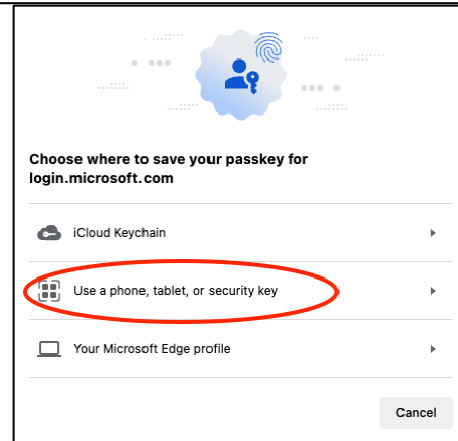 Choose where to save your passkey for
login.microsoft.com
iCloud Keychain
Use a phone, tablet, or security key
Your Microsoft Edge profile
Cancel